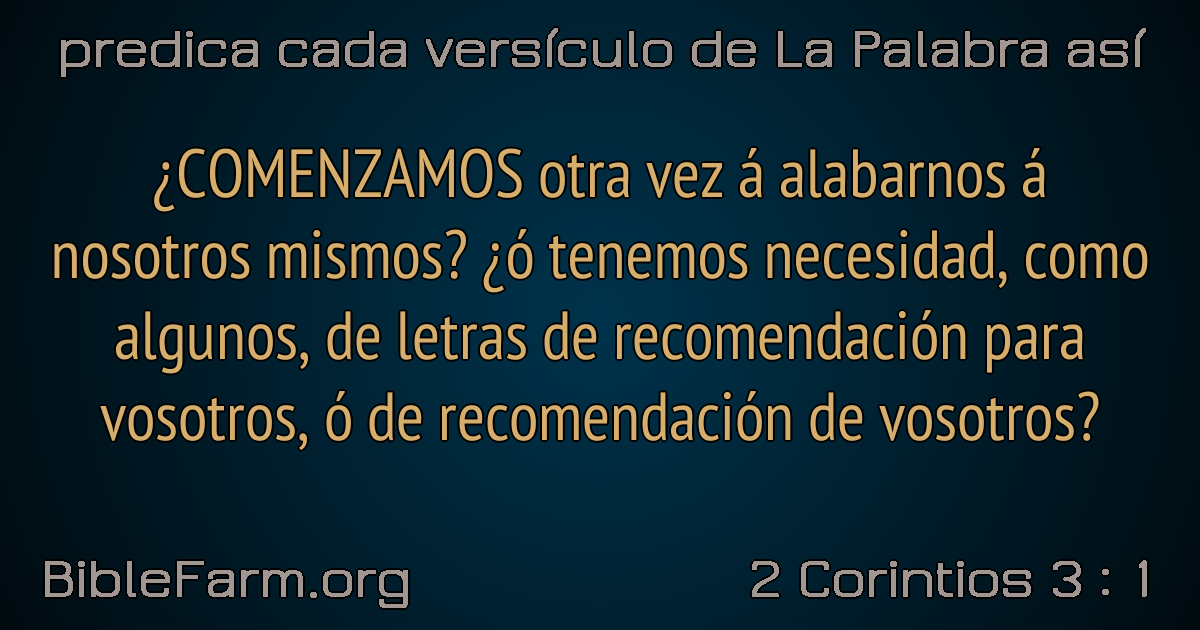 predica cada versículo de La Palabra así
¿COMENZAMOS otra vez á alabarnos á
nosotros mismos? ¿ó tenemos necesidad, como
algunos, de letras de recomendación para
vosotros, ó de recomendación de vosotros?
BibleFarm.org
2 Corintios 3 : 1